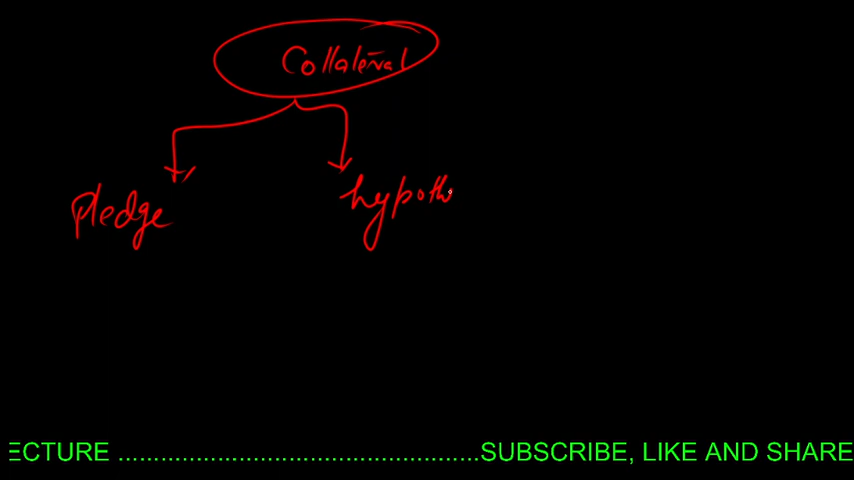 Collateral
pledge hypoth
ECTURE ..................................................SUBSCRIBE, LIKE AND SHARE